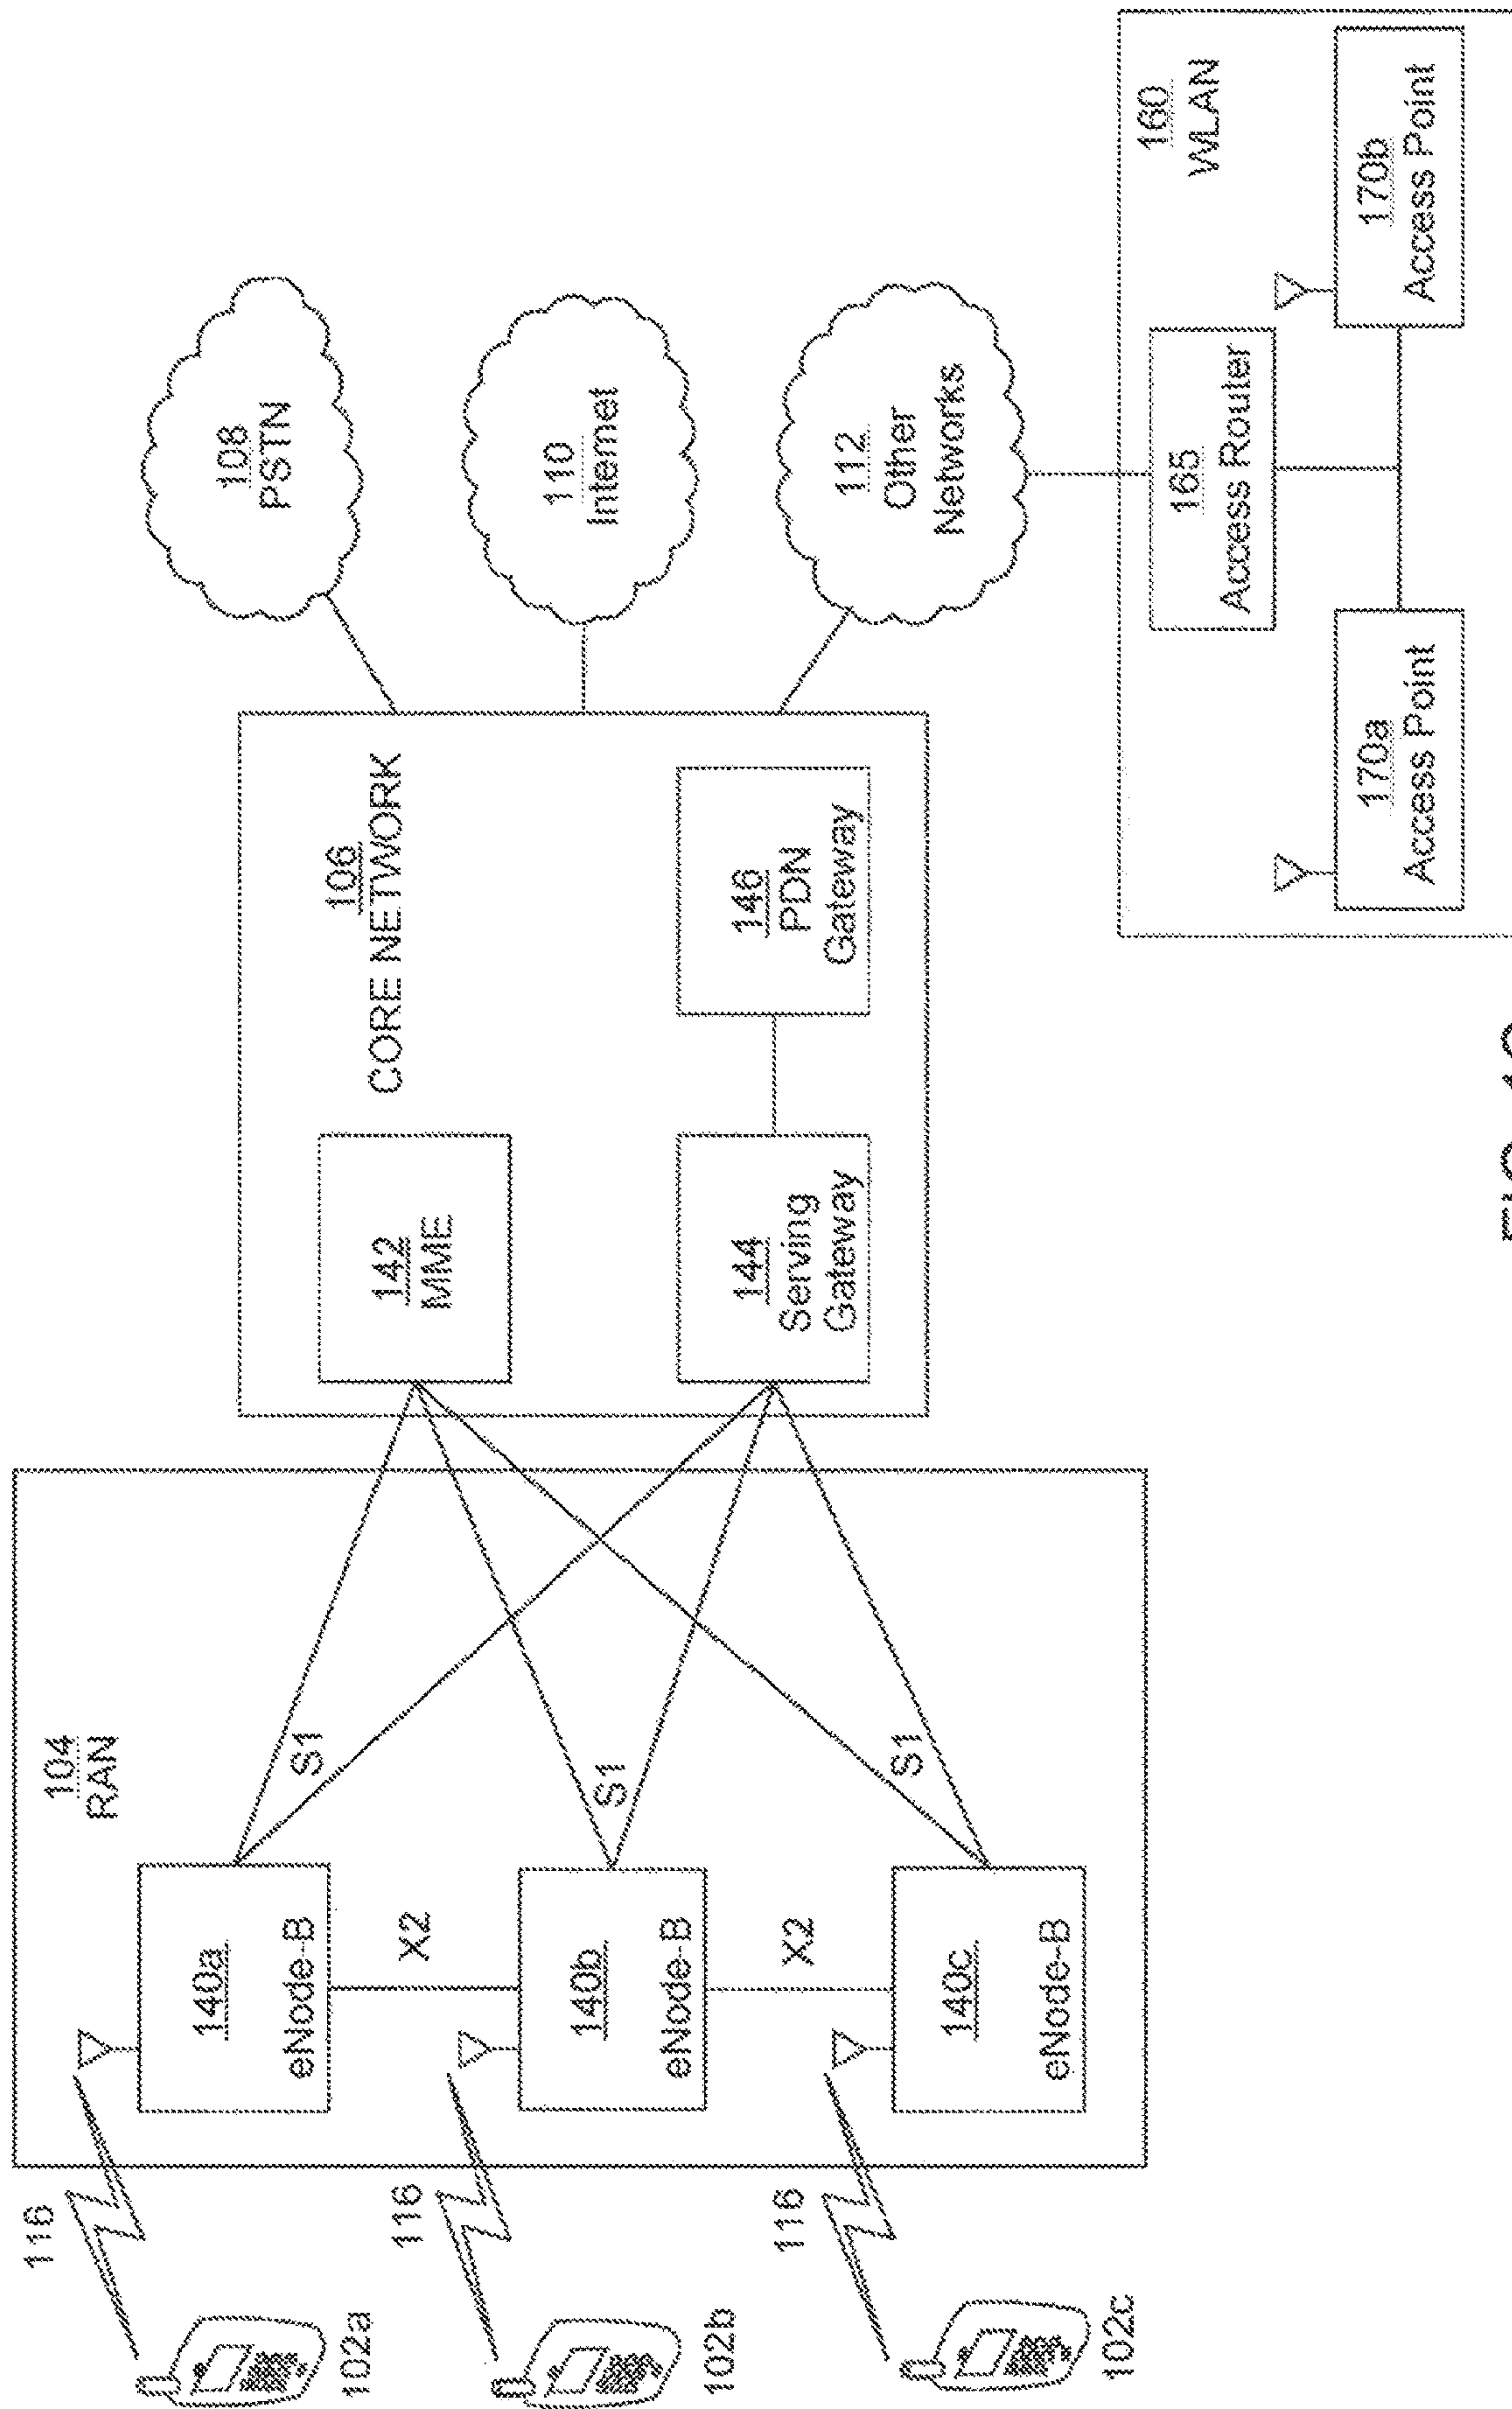 116
102a
116
102b
116
102c
104
RAN
140a
eNode-B
X2
140b
eNode-B
X2
140c
eNode-B
S1
S1
S1
106
CORE NETWORK
142
MME
144
Serving
Gateway
146
PDN
Gateway
108
PSTN
110
Internet
112
Other
Networks
160
WLAN
165
Access Router
170a
Access Point
170b
Access Point